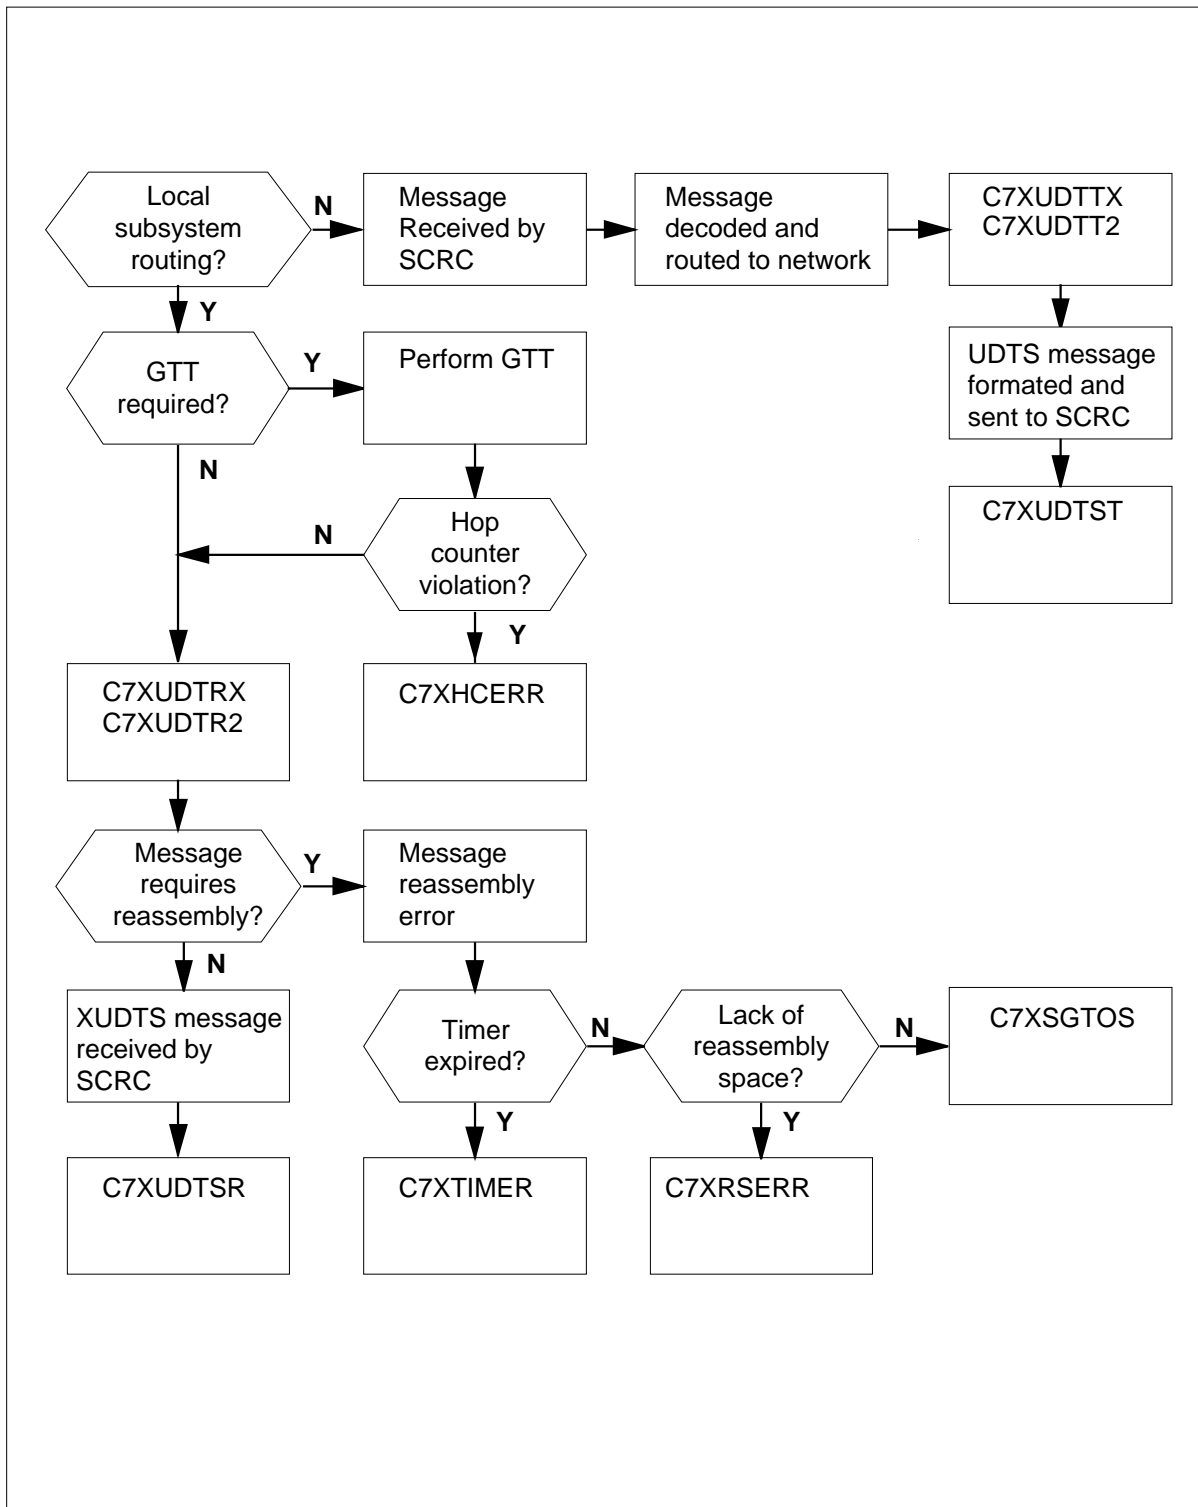 Local
subsystem
routing?
N
Message
Received by
SCRC
Message
decoded and
routed to network
C7XUDTTX
C7XUDTT2
Y
GTT
required?
Y
Perform GTT
UDTS message
formated and
sent to SCRC
N
Hop
counter
violation?
N
C7XUDTST
Y
C7XUDTRX
C7XUDTR2
C7XHCERR
Message
requires
reassembly?
Y
Message
reassembly
error
N
XUDTS message
received by
SCRC
Timer
expired?
N
Lack of
reassembly
space?
N
C7XSGTOS
Y
Y
C7XUDTSR
C7XTIMER
C7XRSERR